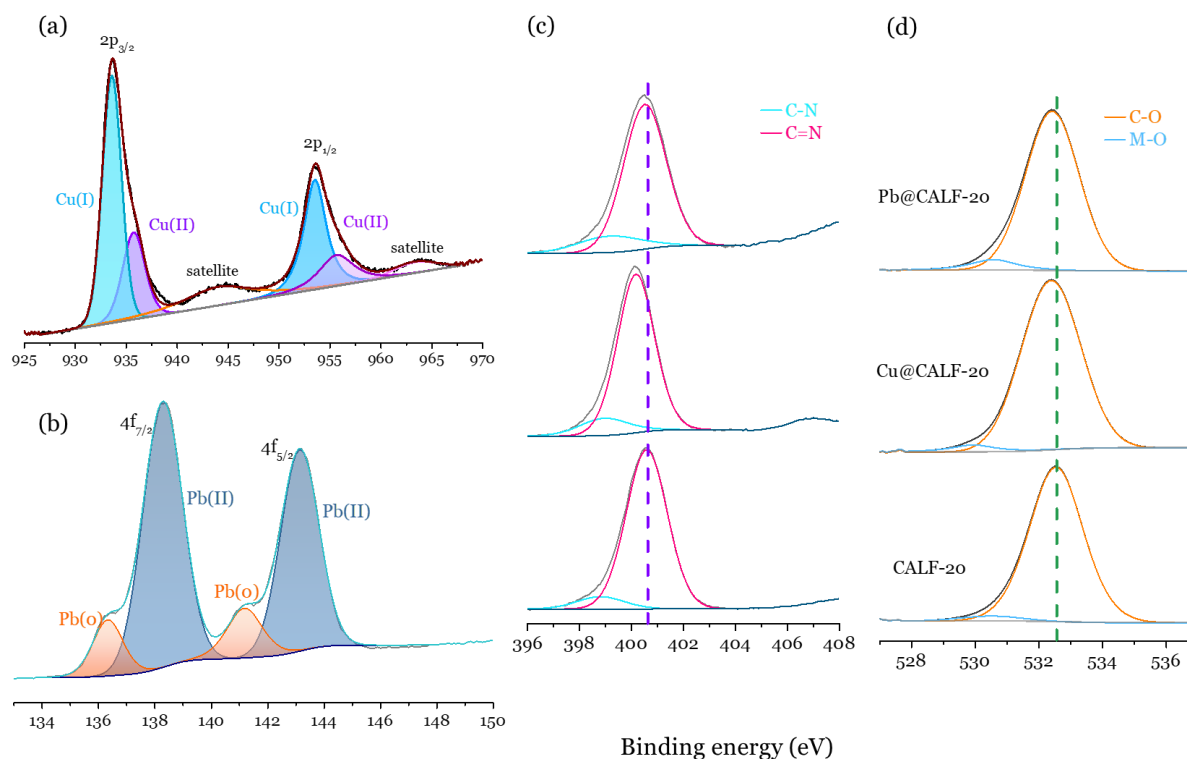 (a)
2p3/2
2p1/2
Cu(I)
Cu(II)
Cu(I)
Cu(II)
satellite
satellite
925 930 935 940 945 950 955 960 965 970
(b)
4f7/2
4f5/2
Pb(II)
Pb(II)
Pb(0)
Pb(0)
134 136 138 140 142 144 146 148 150
(c)
C-N
C=N
396 398 400 402 404 406 408
(d)
C-O
M-O
Pb@CALF-20
Cu@CALF-20
CALF-20
528 530 532 534 536
Binding energy (eV)